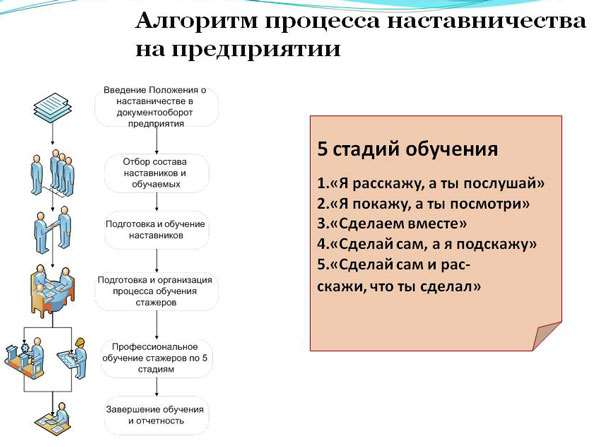 Алгоритм процесса наставничества
на предприятии
Введение Положения о
наставничестве в
документооборот
предприятия
Отбор состава
наставников и
обучаемых
Подготовка и обучение
наставников
Подготовка и организация
процесса обучения
стажеров
Профессиональное
обучение стажеров по 5
стадиям
Завершение обучения
и отчетность
5 стадий обучения
1.«Я расскажу, а ты послушай»
2.«Я покажу, а ты посмотри»
3.«Сделаем вместе»
4.«Сделай сам, а я подскажу»
5.«Сделай сам и рас-
скажи, что ты сделал»